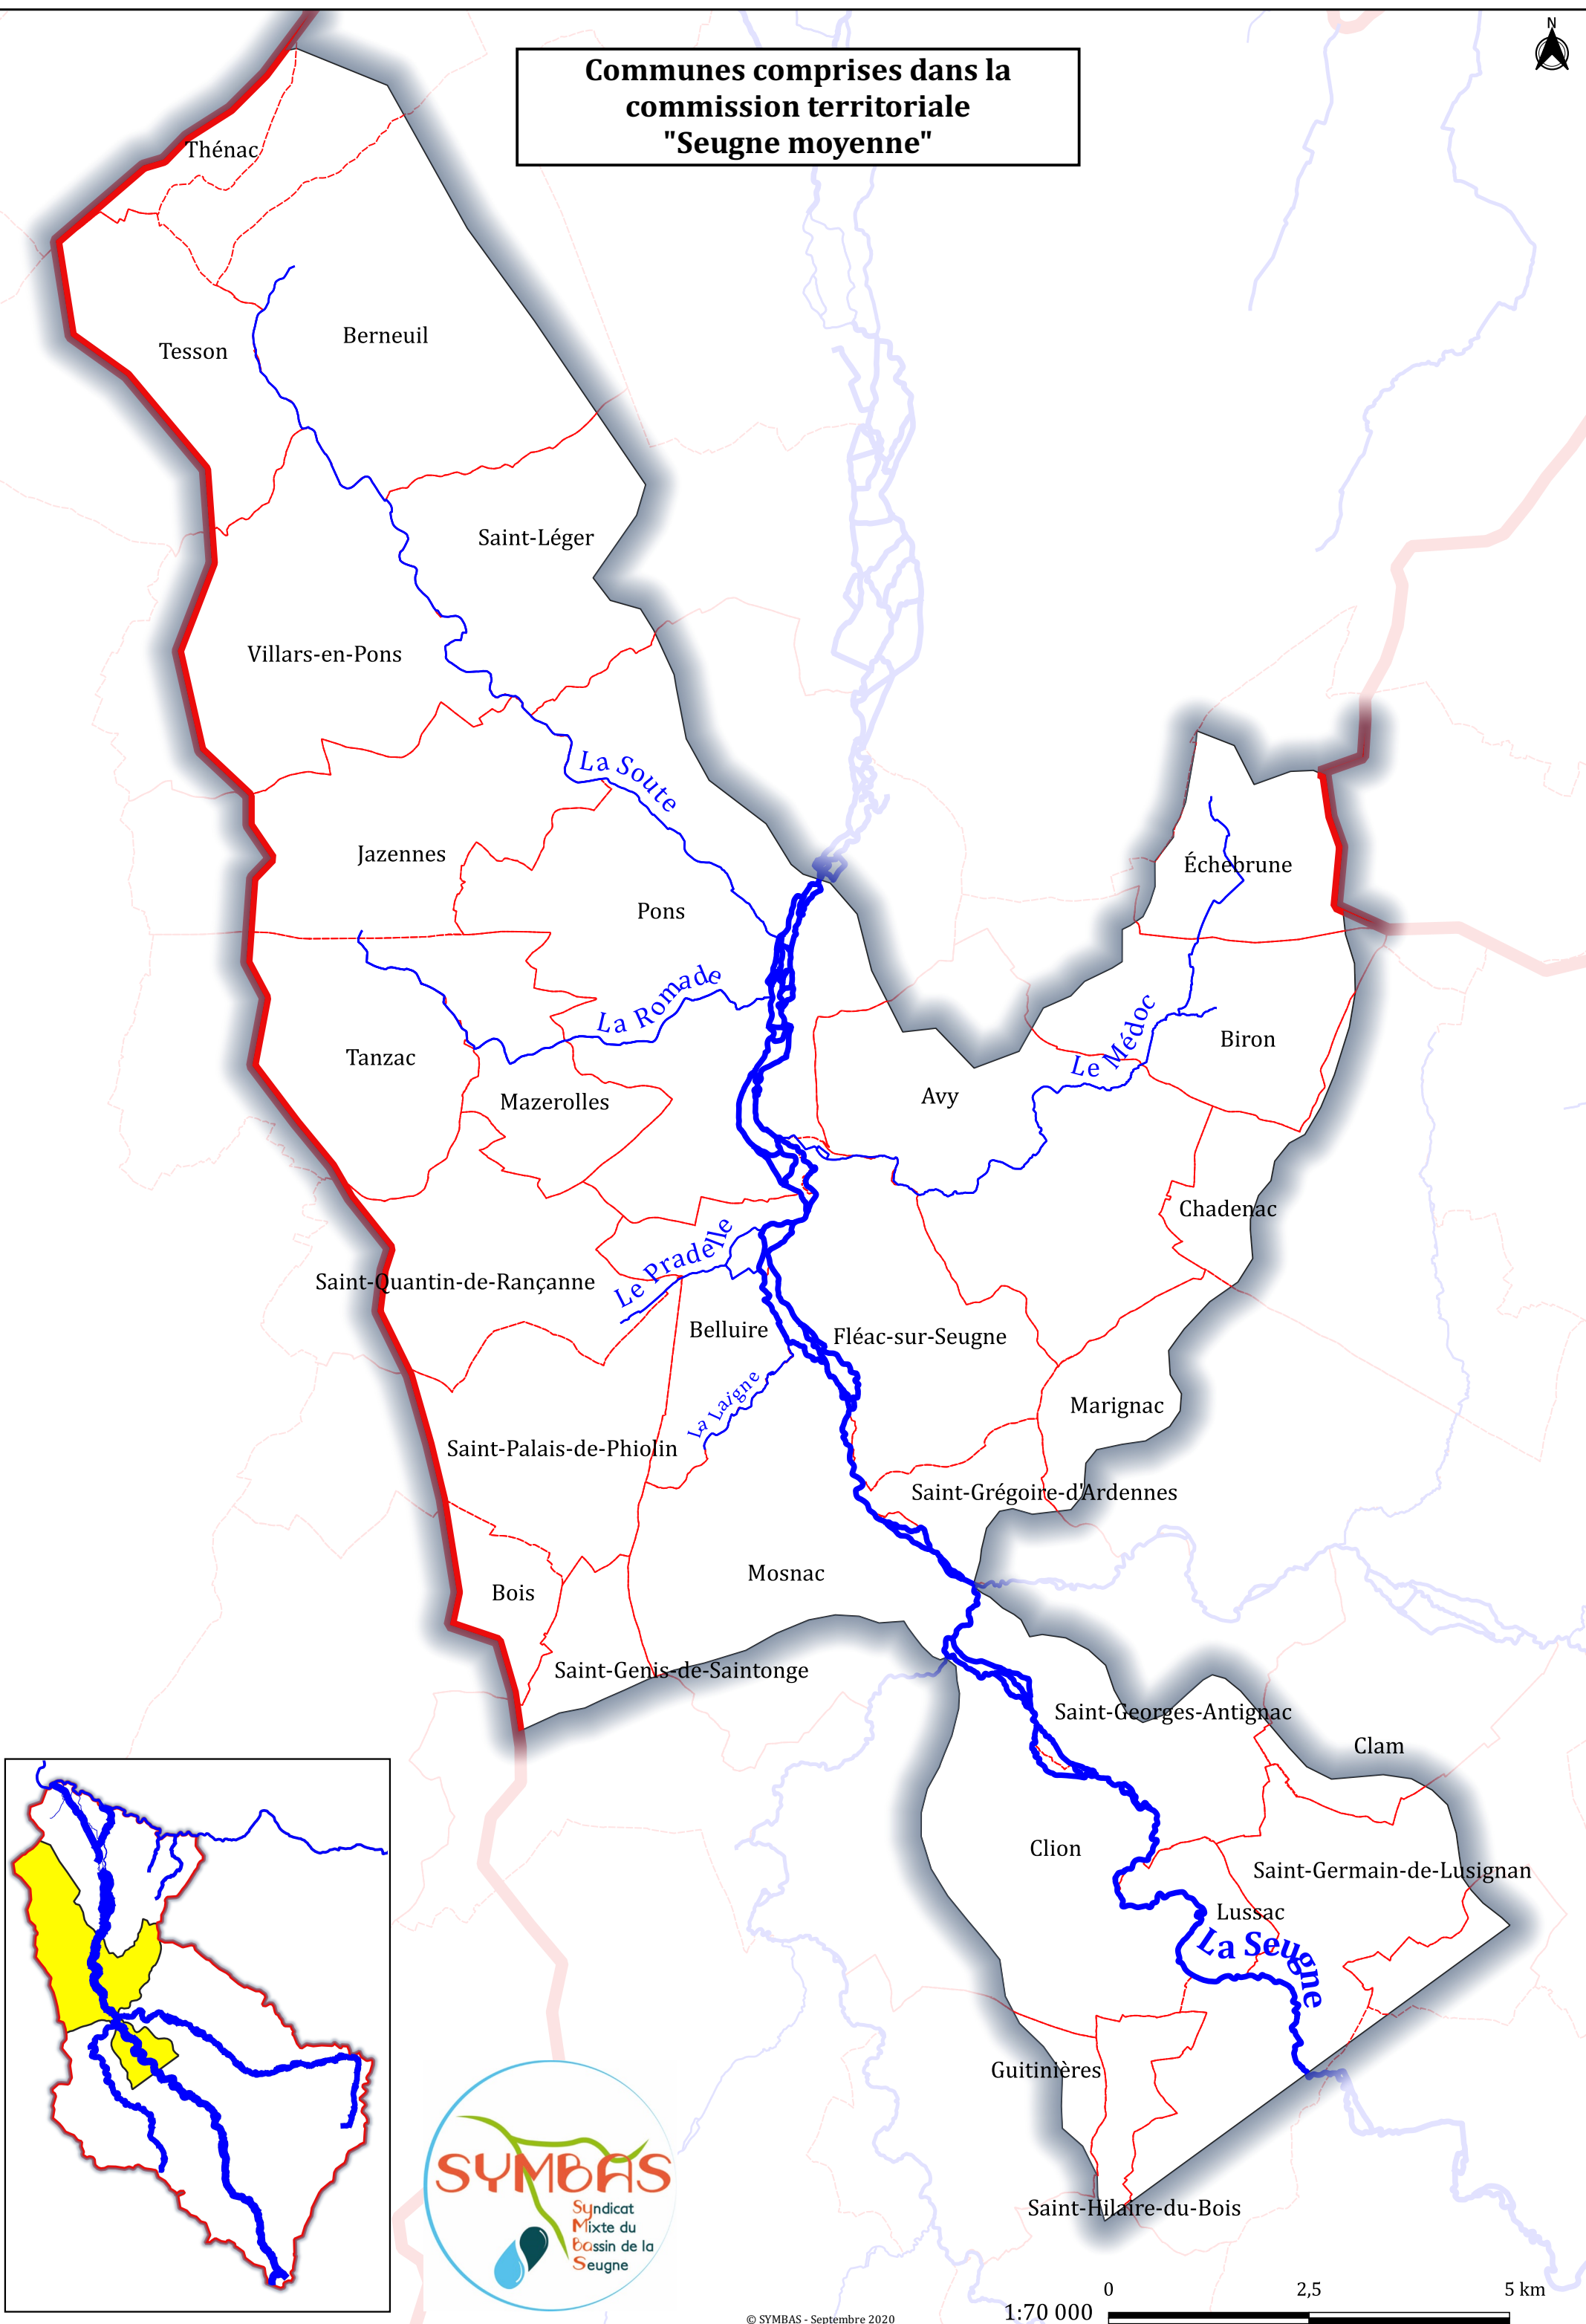 N
Communes comprises dans la
commission territoriale
"Seugne moyenne"
Thénac
Tesson
Berneuil
Saint-Léger
Villars-en-Pons
La Soute
Jazennes
Échebrune
Pons
La Romade
Le Médoc
Biron
Tanzac
Mazerolles
Avy
Chadenac
Le Pradelle
Saint-Quantin-de-Rançanne
Belluire
Fléac-sur-Seugne
La Laigne
Marignac
Saint-Palais-de-Phiolin
Saint-Grégoire-d'Ardennes
Mosnac
Bois
Saint-Genis-de-Saintonge
Saint-Georges-Antignac
Clam
Clion
Saint-Germain-de-Lusignan
Lussac
La Seugne
Guitinières
Saint-Hilaire-du-Bois
SYMBAS
Syndicat
Mixte du
Bassin de la
Seugne
0 2,5 5 km
1:70 000
© SYMBAS - Septembre 2020